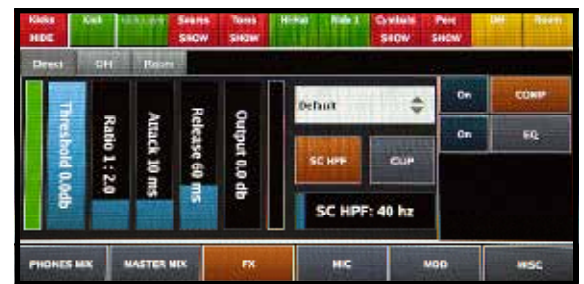 Kicks Kick Snares Toms Hi-Hat Ride 1 Cymbals Perc OH Room
HIDE SHOW SHOW SHOW SHOW
Direct OH Room
Threshold 0.0db
Ratio 1 : 2.0
Attack 10 ms
Release 60 ms
Output 0.0 db
Default
SC HPF CLIP
SC HPF: 40 hz
On COMP
On EQ
PHONES MIX MASTER MIX FX MIC MOD MISC